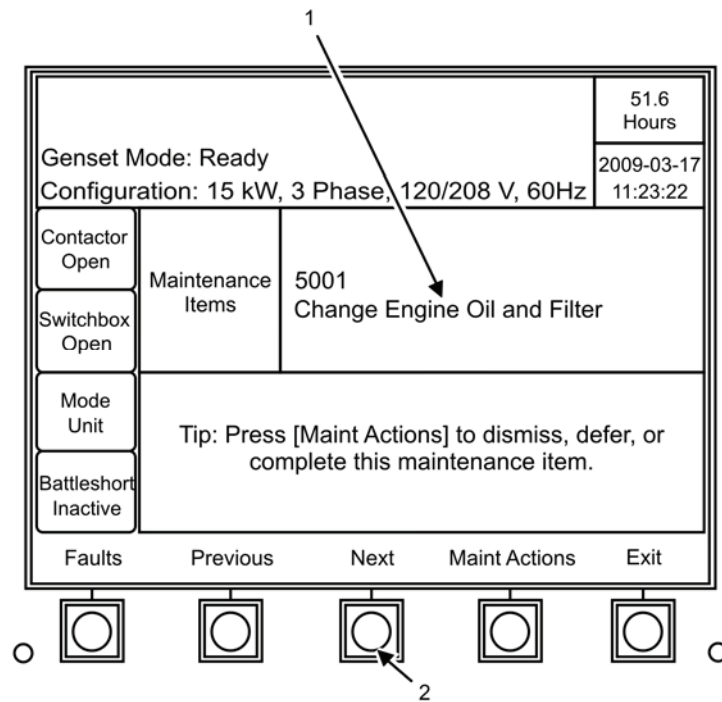 1
51.6
Hours
Genset Mode: Ready
Configuration: 15 kW, 3 Phase, 120/208 V, 60Hz
2009-03-17
11:23:22
Contactor
Open
Switchbox
Open
Mode
Unit
Battleshort
Inactive
Maintenance
Items
5001
Change Engine Oil and Filter
Tip: Press [Maint Actions] to dismiss, defer, or
complete this maintenance item.
Faults Previous Next Maint Actions Exit
2